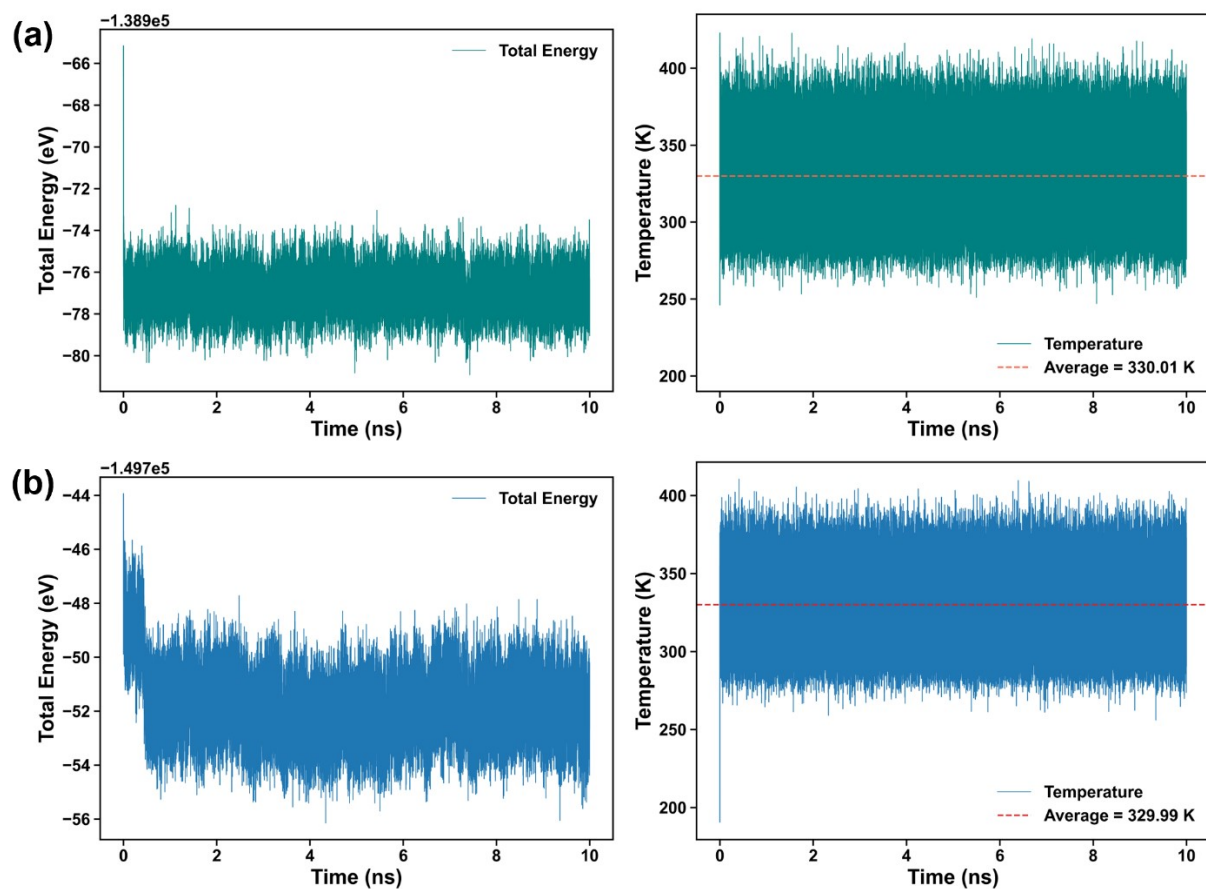 (a)
−1.389e5
Total Energy
−66
−68
−70
−72
−74
−76
−78
−80
Total Energy (eV)
0 2 4 6 8 10
Time (ns)
400
350
300
250
200
Temperature (K)
Temperature
Average = 330.01 K
0 2 4 6 8 10
Time (ns)
(b)
−1.497e5
Total Energy
−44
−46
−48
−50
−52
−54
−56
Total Energy (eV)
0 2 4 6 8 10
Time (ns)
400
350
300
250
200
Temperature (K)
Temperature
Average = 329.99 K
0 2 4 6 8 10
Time (ns)